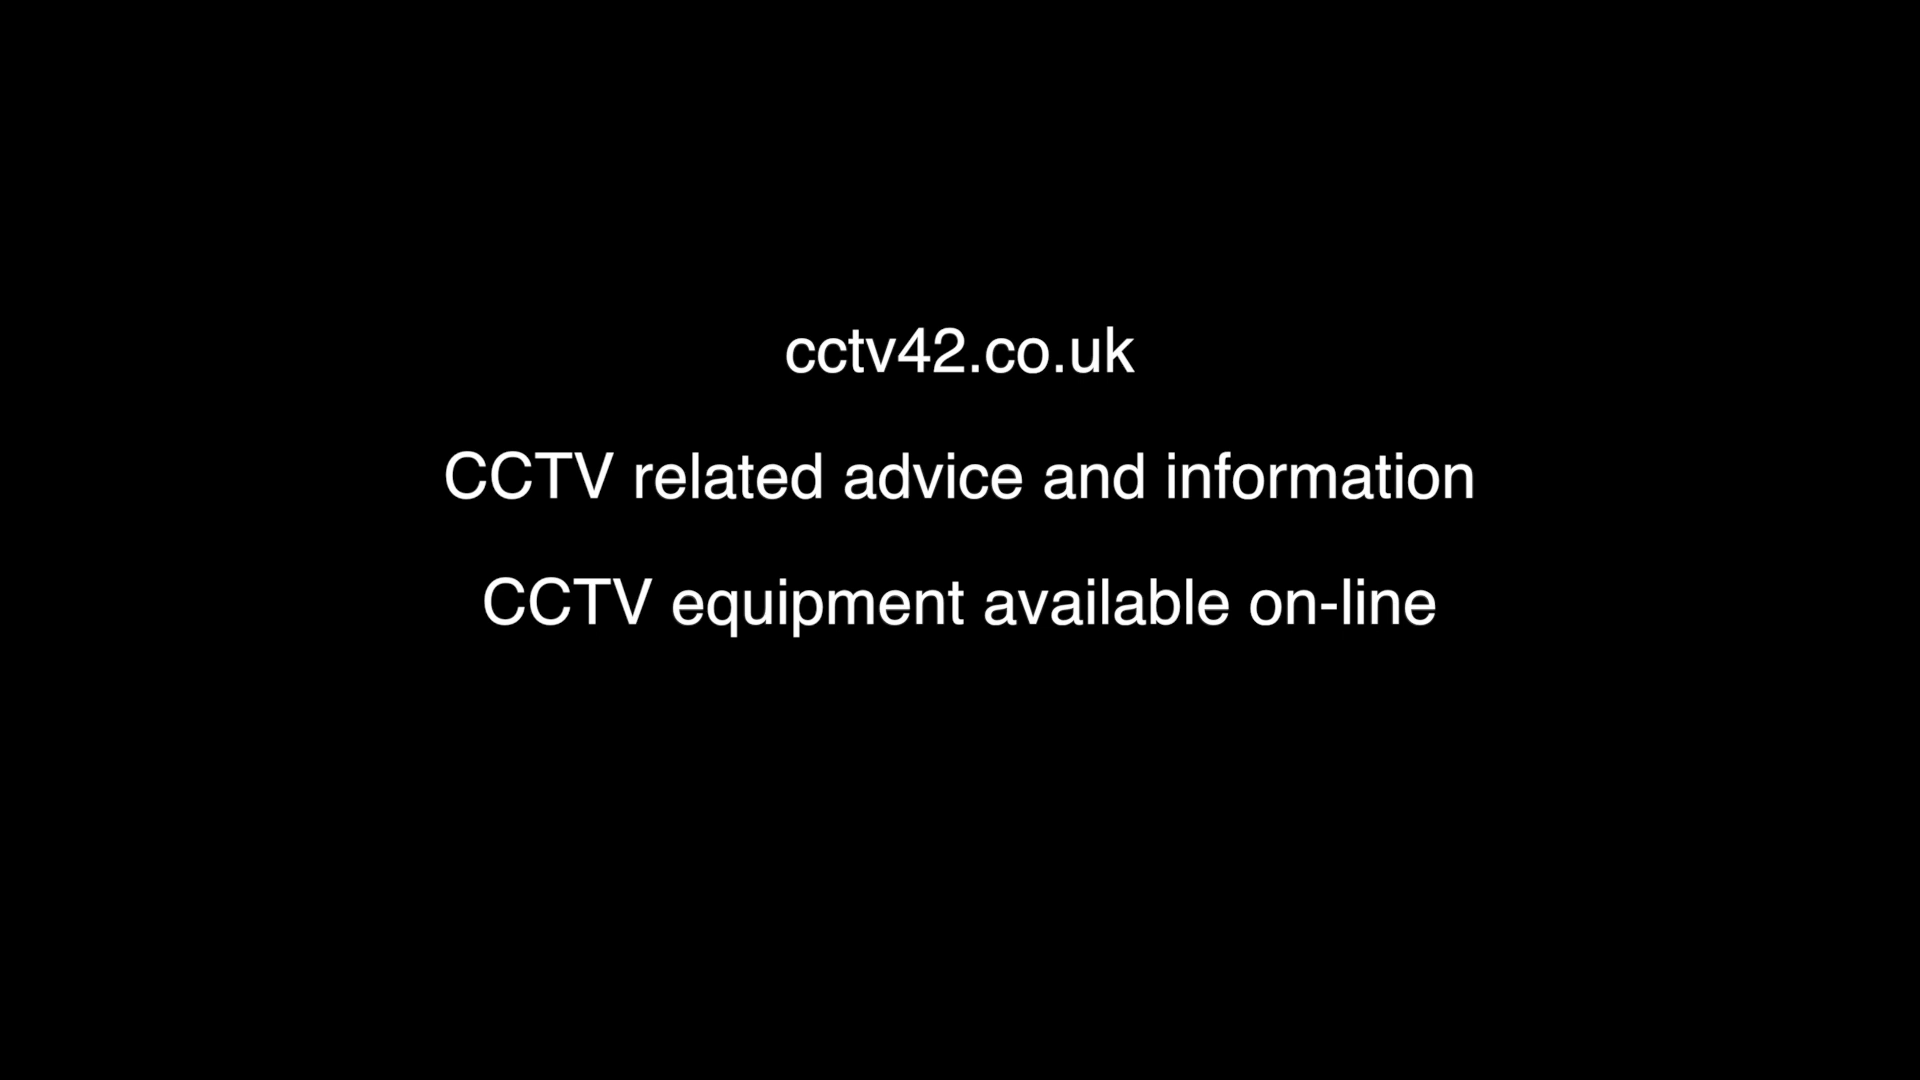 cctv42.co.uk
CCTV related advice and information
CCTV equipment available on-line